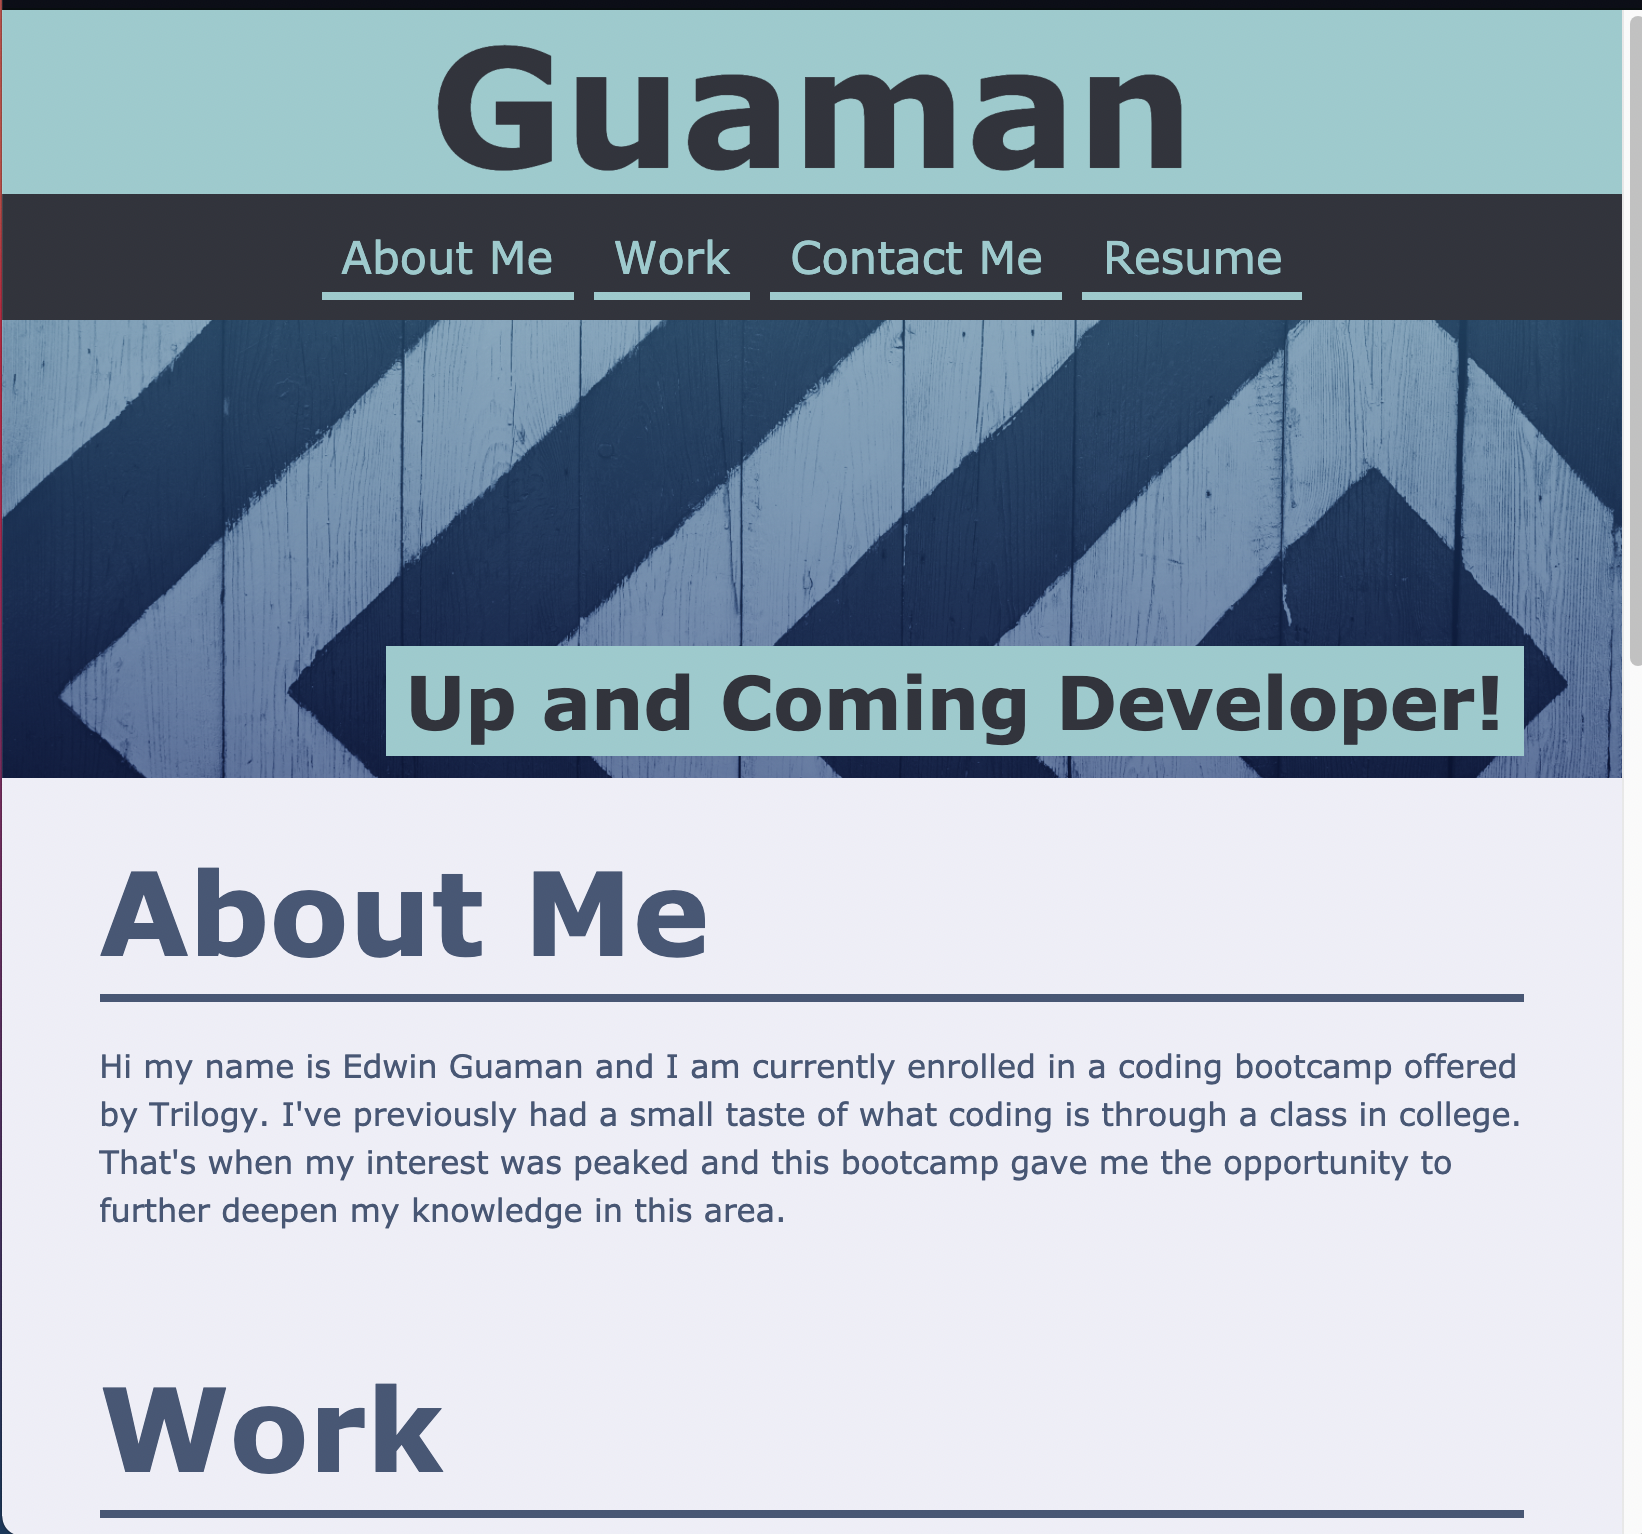 Guaman
About Me Work Contact Me Resume
Up and Coming Developer!
About Me
Hi my name is Edwin Guaman and I am currently enrolled in a coding bootcamp offered
by Trilogy. I've previously had a small taste of what coding is through a class in college.
That's when my interest was peaked and this bootcamp gave me the opportunity to
further deepen my knowledge in this area.
Work